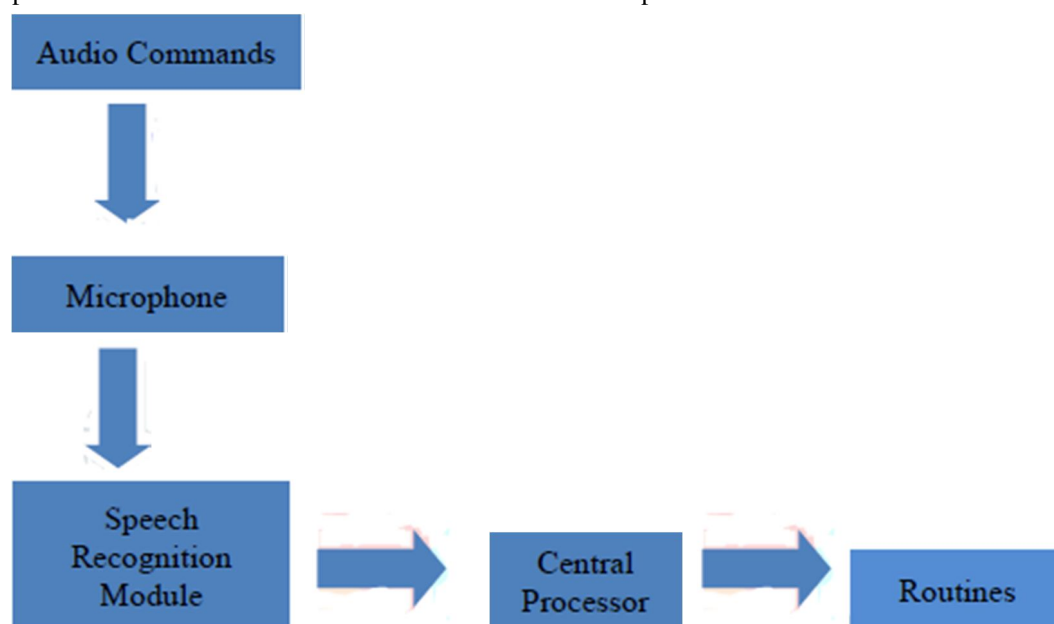 Audio Commands
Microphone
Speech
Recognition
Module
Central
Processor
Routines